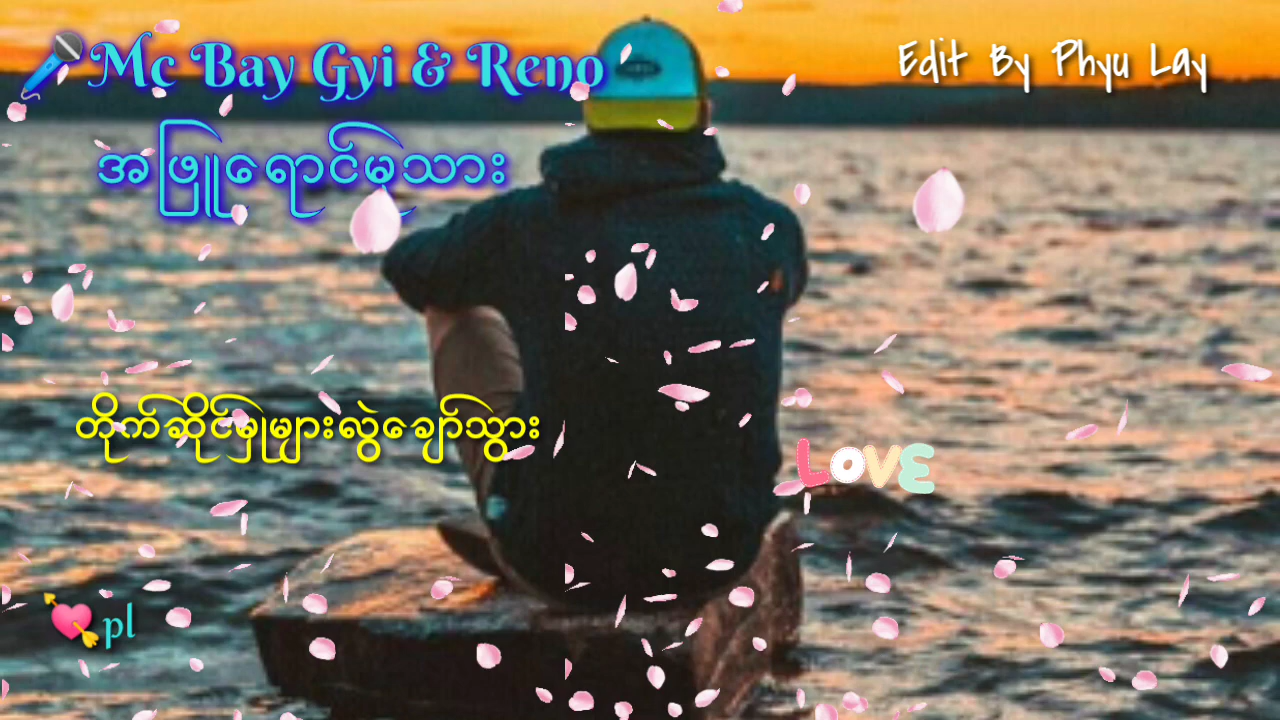 🎤Mc Bay Gyi & Reno
Edit By Phyu Lay
အဖြူရောင်မုသား
တိုက်ဆိုင်မှုများလွဲချော်သွား
LOVE
💘pl